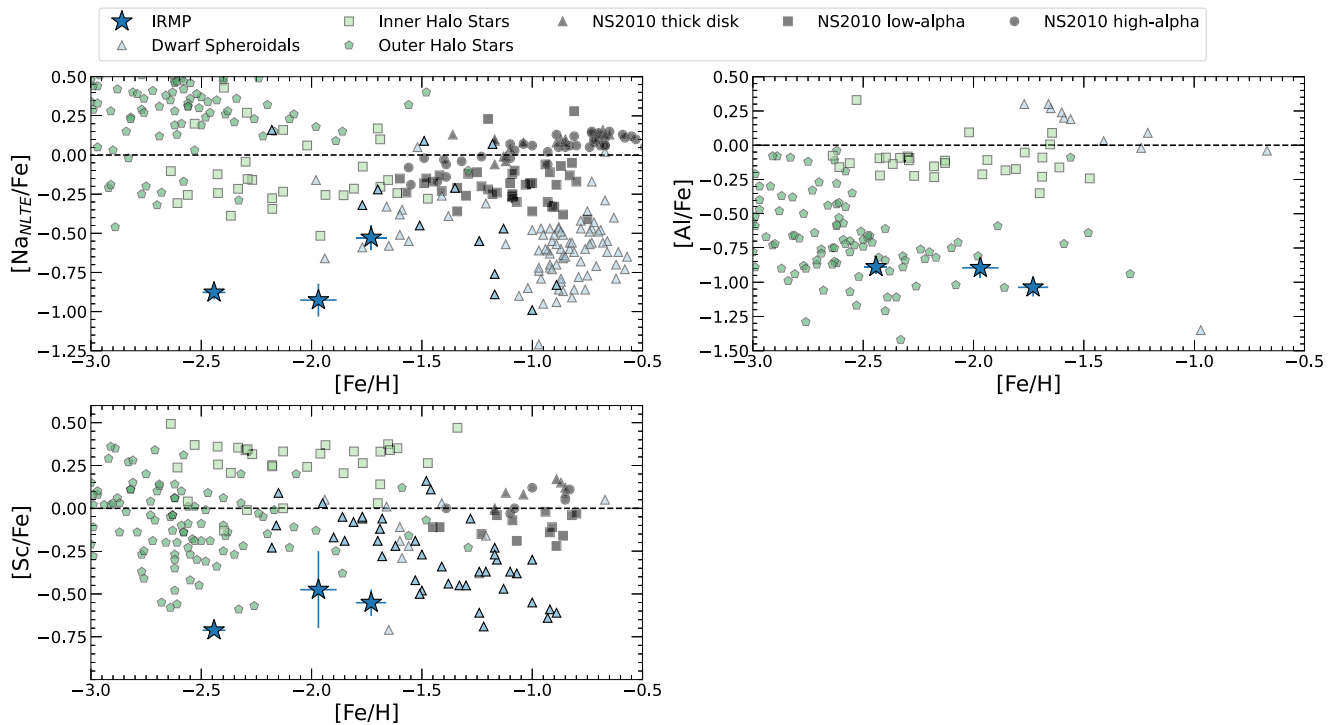 IRMP
Inner Halo Stars
NS2010 thick disk
NS2010 low-alpha
NS2010 high-alpha
Dwarf Spheroidals
Outer Halo Stars
0.50
0.25
0.00
−0.25
−0.50
−0.75
−1.00
−1.25
[Na_NLTE/Fe]
−3.0 −2.5 −2.0 −1.5 −1.0 −0.5
[Fe/H]
0.50
0.25
0.00
−0.25
−0.50
−0.75
−1.00
−1.25
−1.50
[Al/Fe]
−3.0 −2.5 −2.0 −1.5 −1.0 −0.5
[Fe/H]
0.50
0.25
0.00
−0.25
−0.50
−0.75
[Sc/Fe]
−3.0 −2.5 −2.0 −1.5 −1.0 −0.5
[Fe/H]